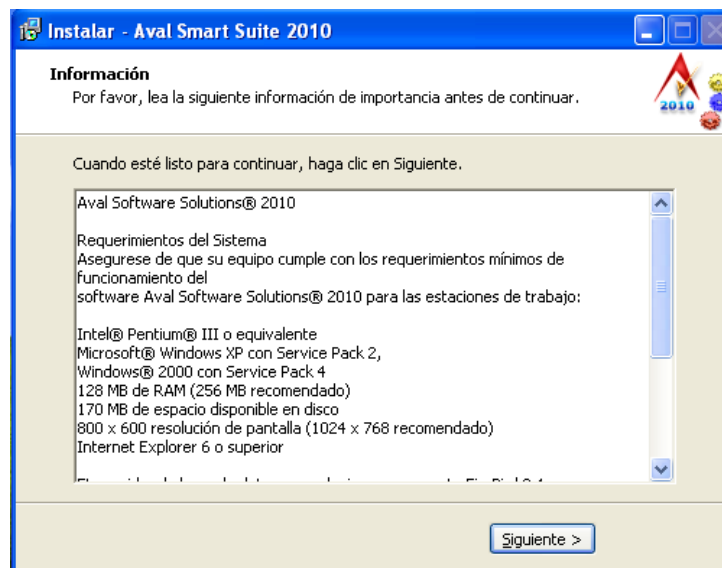 Instalar - Aval Smart Suite 2010
Información
Por favor, lea la siguiente información de importancia antes de continuar.
2010
Cuando esté listo para continuar, haga clic en Siguiente.
Aval Software Solutions® 2010
Requerimientos del Sistema
Asegurese de que su equipo cumple con los requerimientos mínimos de
funcionamiento del
software Aval Software Solutions® 2010 para las estaciones de trabajo:
Intel® Pentium® III o equivalente
Microsoft® Windows XP con Service Pack 2,
Windows® 2000 con Service Pack 4
128 MB de RAM (256 MB recomendado)
170 MB de espacio disponible en disco
800 x 600 resolución de pantalla (1024 x 768 recomendado)
Internet Explorer 6 o superior
Siguiente >